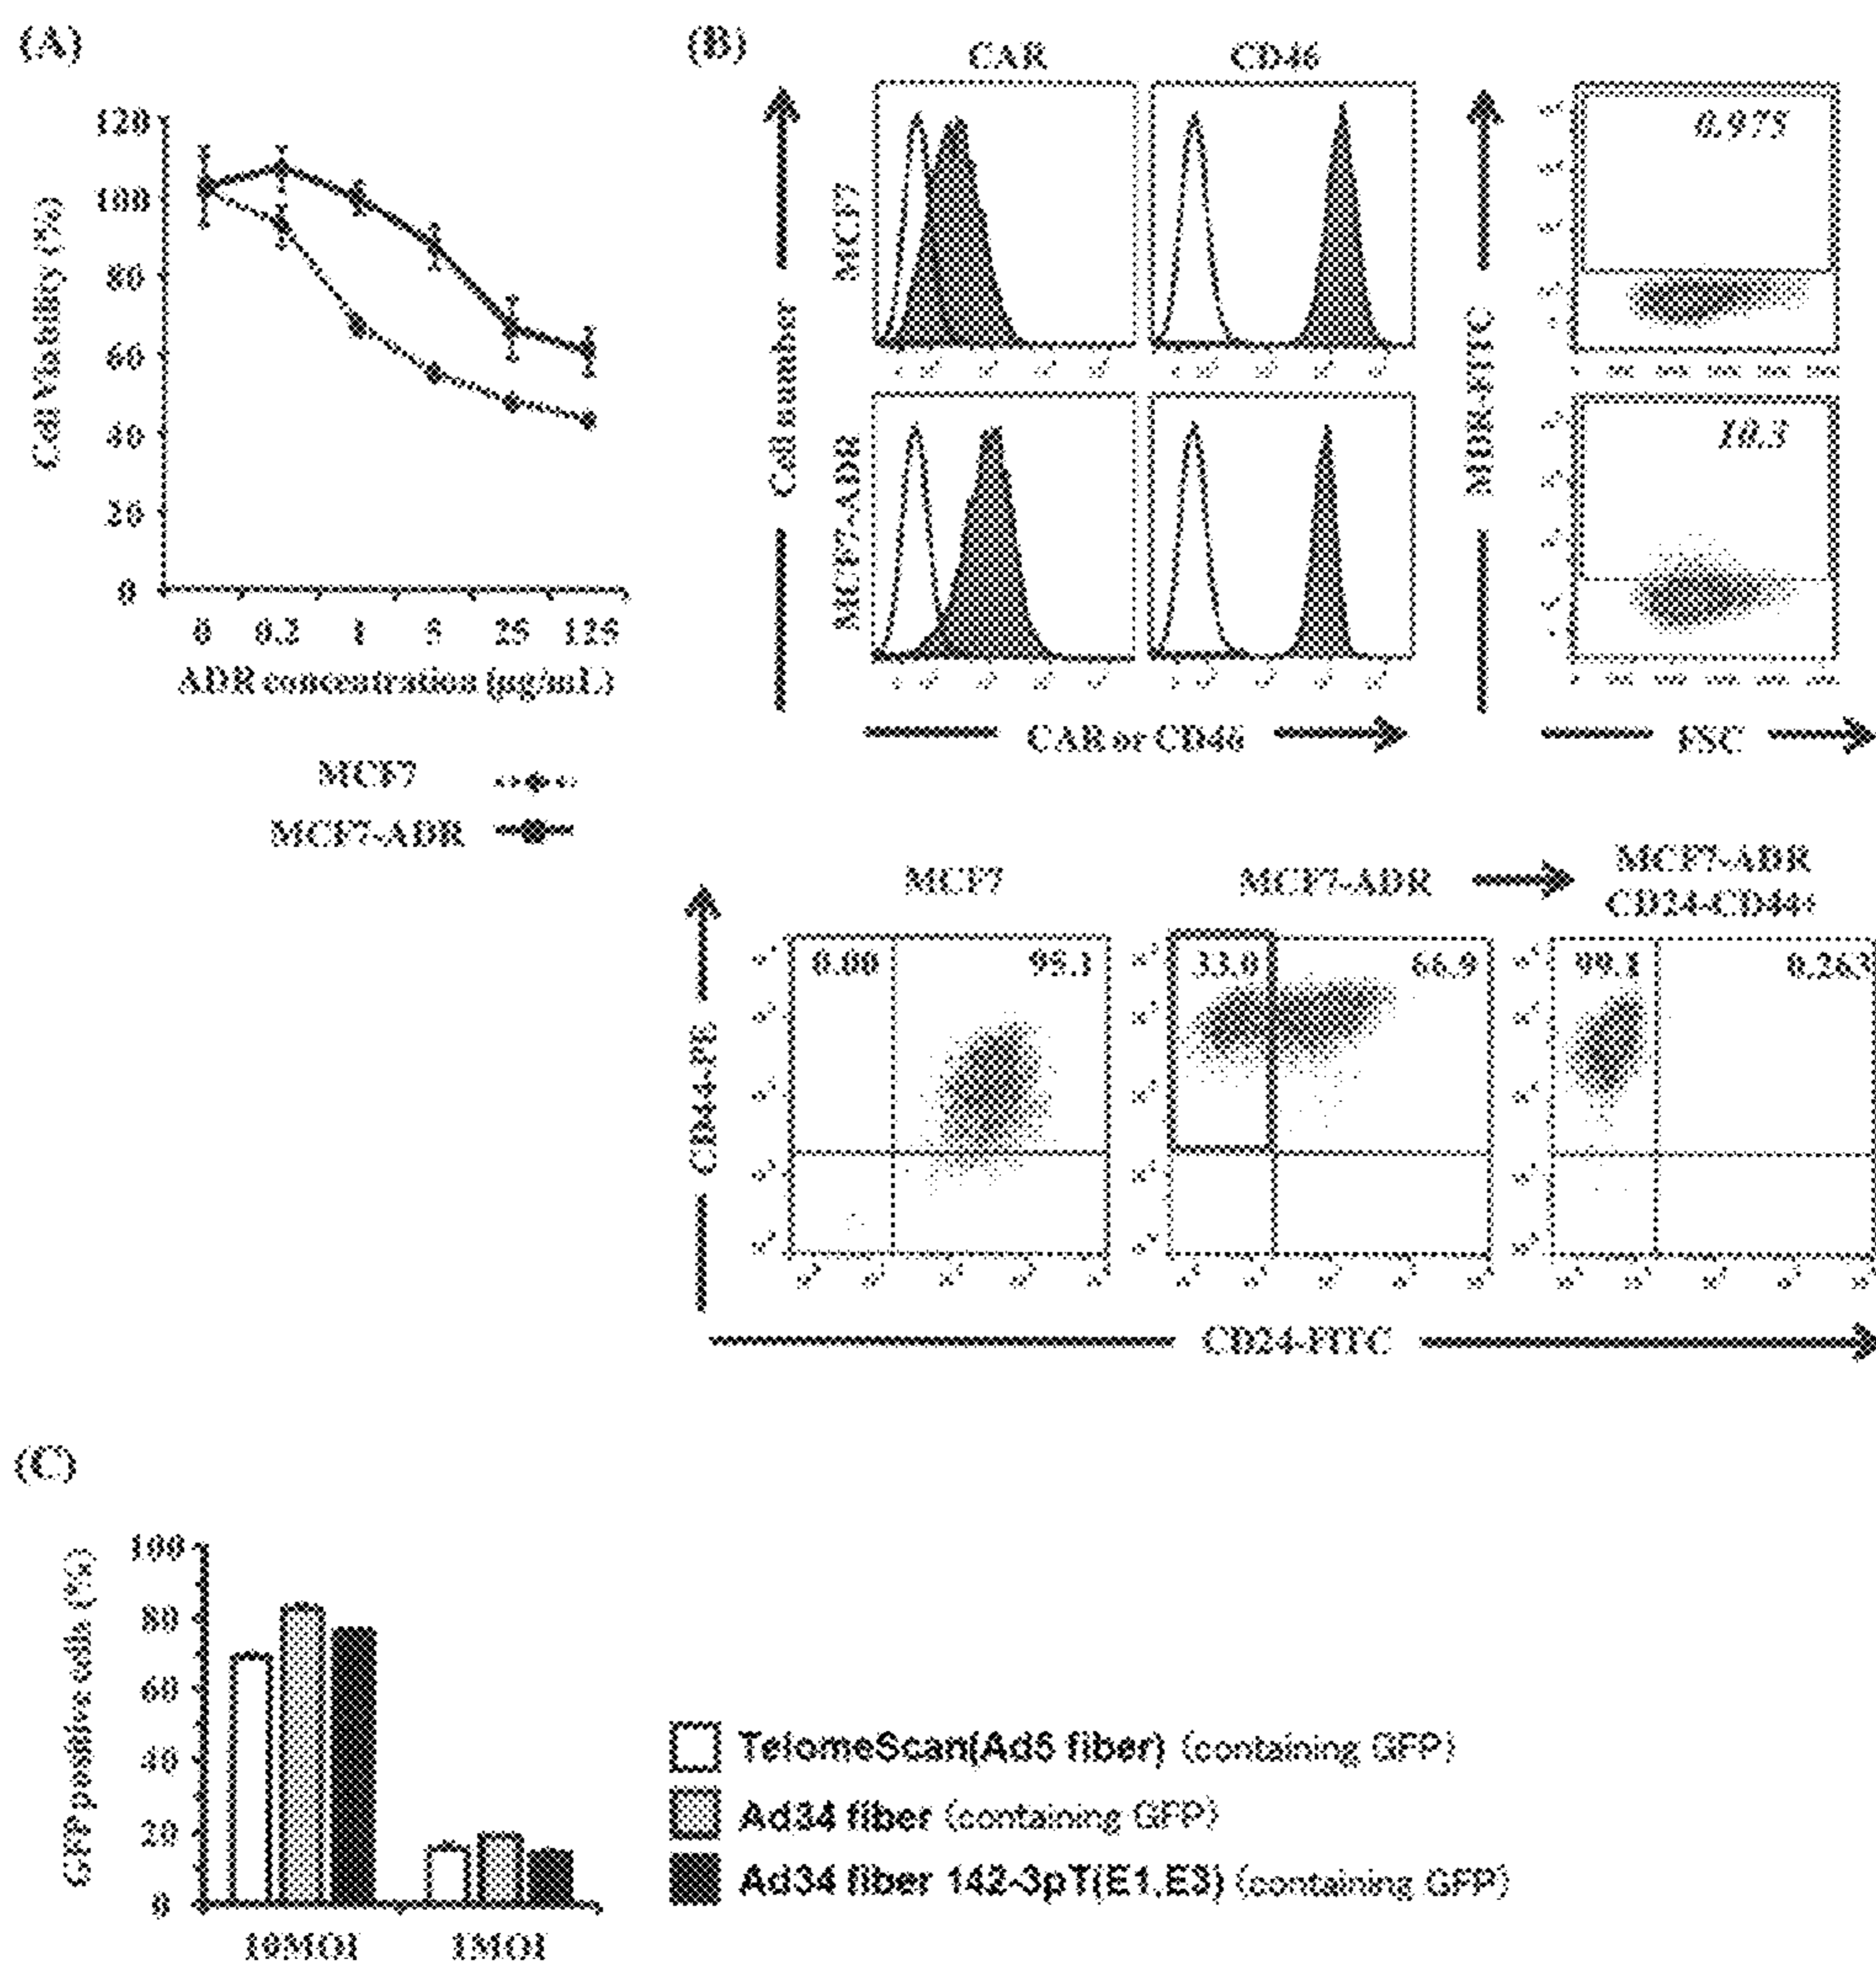 (A)
120
100
80
60
40
20
0
Cell Viability (%)
0 0.2 1 5 25 125
ADR concentration (μg/mL)
MCF7
MCF7-ADR
(B)
CAR CD46
MCF7
MCF7-ADR
Cell number
CAR or CD46
MDR-FITC
0.975
10.3
FSC
MCF7 MCF7-ADR MCF7-ADR
CD24-CD44+
0.00 98.1 33.0 66.9 99.1 0.263
CD44-PE
CD24-FITC
(C)
100
80
60
40
20
0
GFP ppsitive cells (%)
10MOI 1MOI
TelomeScan(Ad5 fiber) (containing GFP)
Ad34 fiber (containing GFP)
Ad34 fiber 142-3pT(E1,E3) (containing GFP)